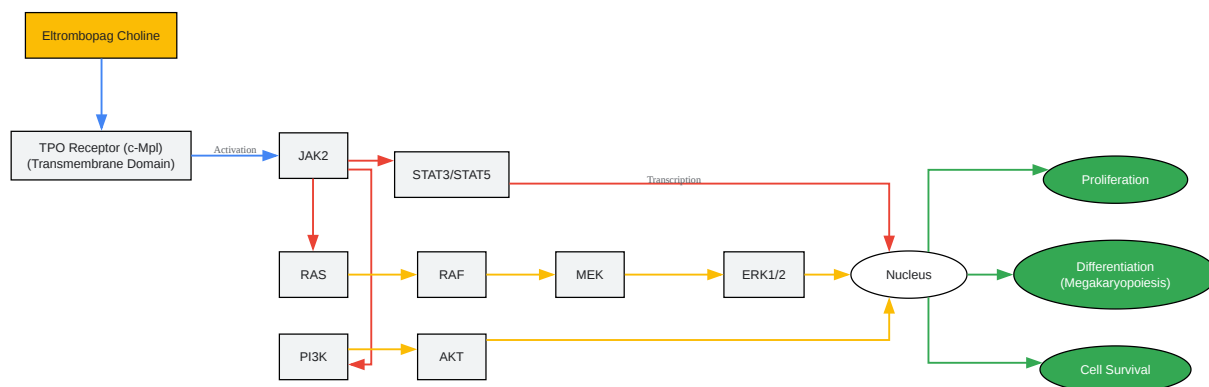 Eltrombopag Choline
TPO Receptor (c-Mpl)
(Transmembrane Domain)
Activation
JAK2
STAT3/STAT5
Transcription
Proliferation
RAS
RAF
MEK
ERK1/2
Nucleus
Differentiation
(Megakaryopoiesis)
PI3K
AKT
Cell Survival